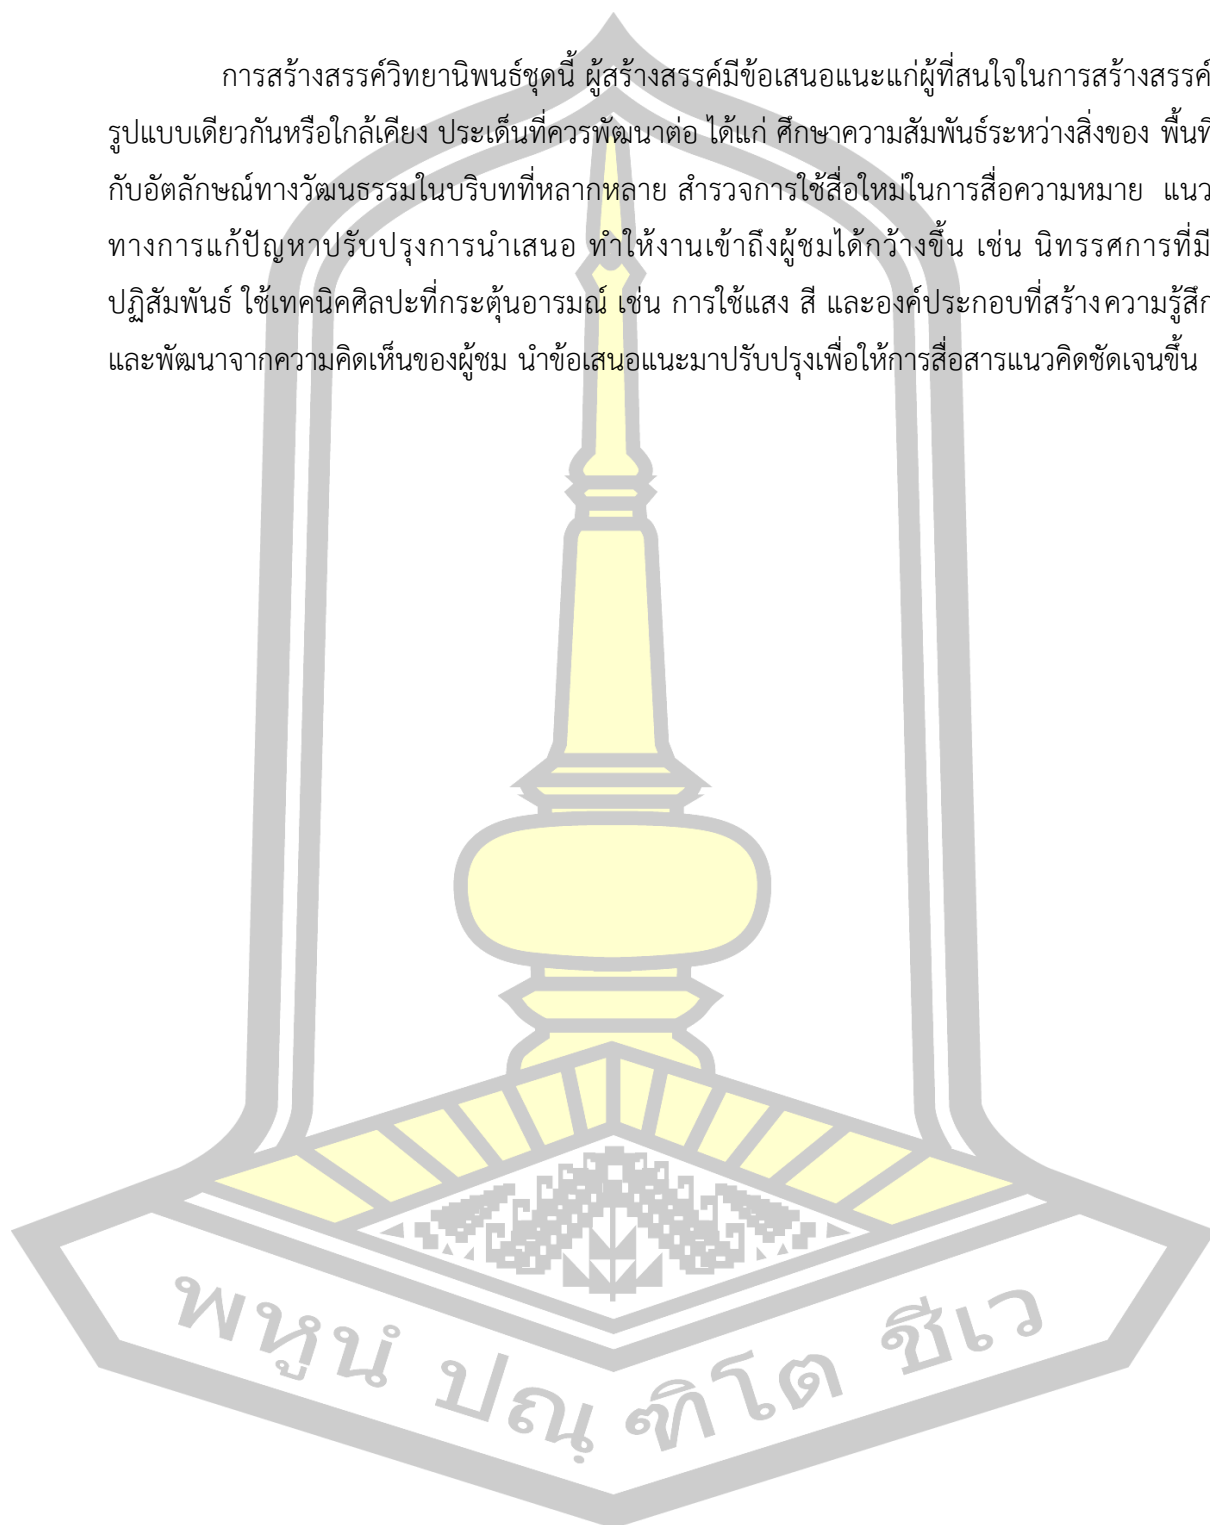 การสร้างสรรค์วิทยานิพนธ์ชุดนี้ ผู้สร้างสรรค์มีข้อเสนอแนะแก่ผู้ที่สนใจในการสร้างสรรค์
รูปแบบเดียวกันหรือใกล้เคียง ประเด็นที่ควรพัฒนาต่อ ได้แก่ ศึกษาความสัมพันธ์ระหว่างสิ่งของ พื้นที่
กับอัตลักษณ์ทางวัฒนธรรมในบริบทที่หลากหลาย สำรวจการใช้สื่อใหม่ในการสื่อความหมาย แนว
ทางการแก้ปัญหาปรับปรุงการนำเสนอ ทำให้งานเข้าถึงผู้ชมได้กว้างขึ้น เช่น นิทรรศการที่มี
ปฏิสัมพันธ์ ใช้เทคนิคศิลปะที่กระตุ้นอารมณ์ เช่น การใช้แสง สี และองค์ประกอบที่สร้างความรู้สึก
และพัฒนาจากความคิดเห็นของผู้ชม นำข้อเสนอแนะมาปรับปรุงเพื่อให้การสื่อสารแนวคิดชัดเจนขึ้น
พหูนํ ปณฺฑิโต ชีเว